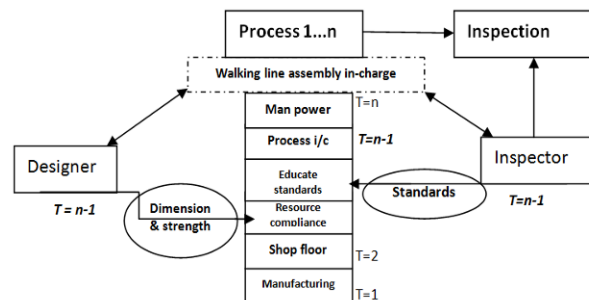 Process 1...n
Inspection
Walking line assembly in-charge
Man power
T=n
Process i/c
T=n-1
Designer
Inspector
Educate
standards
Standards
T = n-1
T=n-1
Dimension
& strength
Resource
compliance
Shop floor
T=2
Manufacturing
T=1